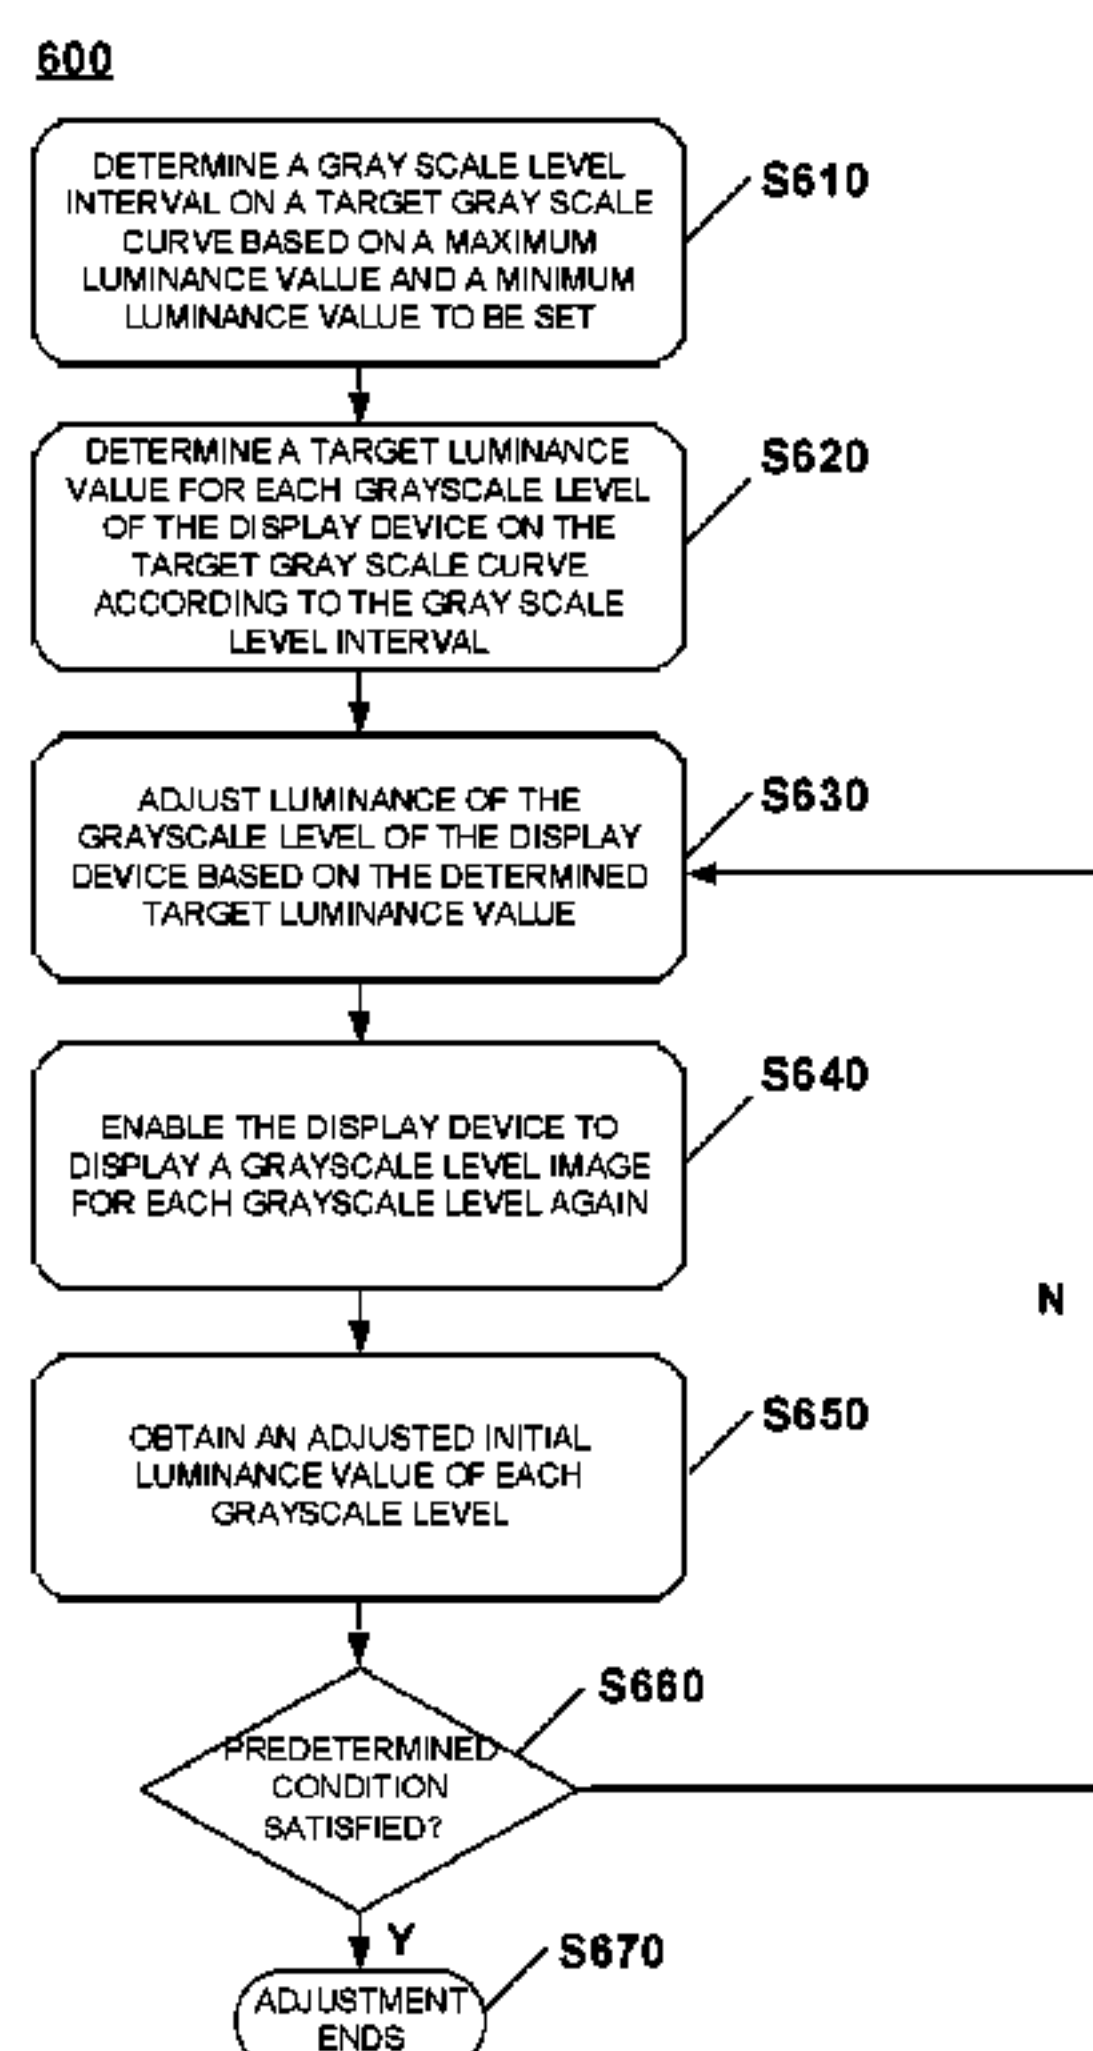 600
DETERMINE A GRAY SCALE LEVEL
INTERVAL ON A TARGET GRAY SCALE
CURVE BASED ON A MAXIMUM
LUMINANCE VALUE AND A MINIMUM
LUMINANCE VALUE TO BE SET
S610
DETERMINE A TARGET LUMINANCE
VALUE FOR EACH GRAYSCALE LEVEL
OF THE DISPLAY DEVICE ON THE
TARGET GRAY SCALE CURVE
ACCORDING TO THE GRAY SCALE
LEVEL INTERVAL
S620
ADJUST LUMINANCE OF THE
GRAYSCALE LEVEL OF THE DISPLAY
DEVICE BASED ON THE DETERMINED
TARGET LUMINANCE VALUE
S630
ENABLE THE DISPLAY DEVICE TO
DISPLAY A GRAYSCALE LEVEL IMAGE
FOR EACH GRAYSCALE LEVEL AGAIN
S640
N
OBTAIN AN ADJUSTED INITIAL
LUMINANCE VALUE OF EACH
GRAYSCALE LEVEL
S650
PREDETERMINED
CONDITION
SATISFIED?
S660
Y
ADJUSTMENT
ENDS
S670